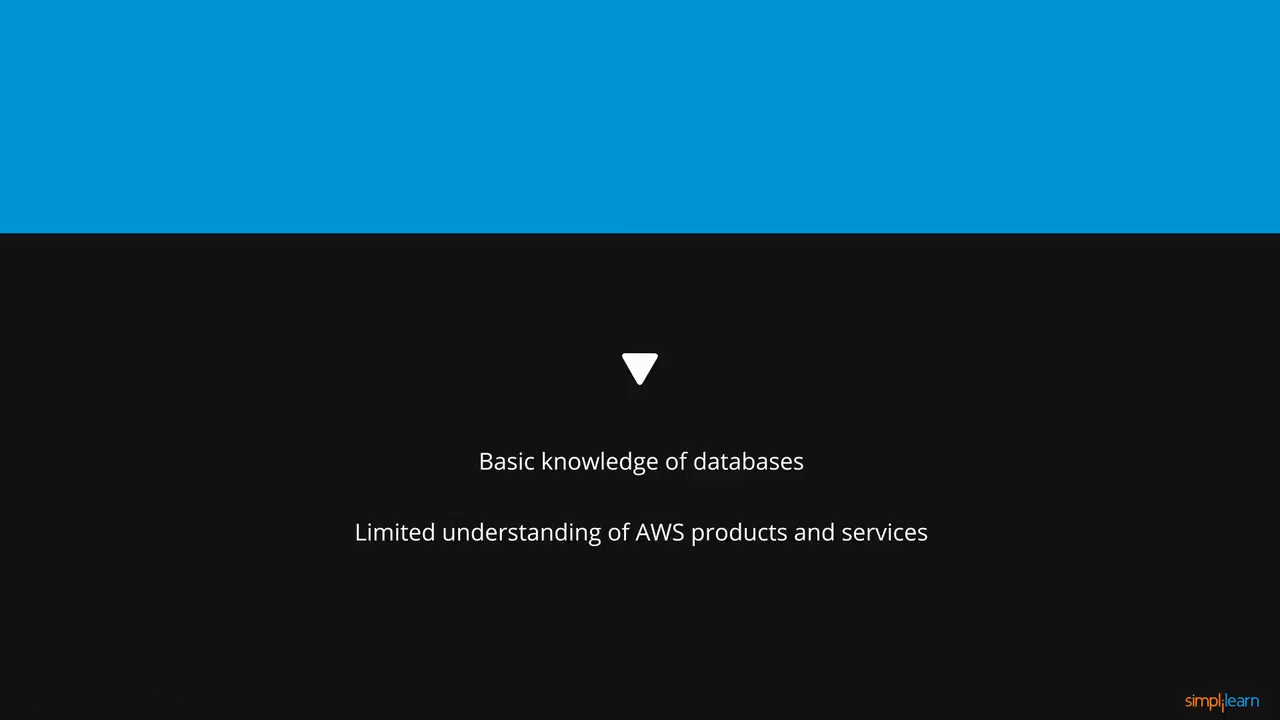 Basic knowledge of databases
Limited understanding of AWS products and services
simplilearn